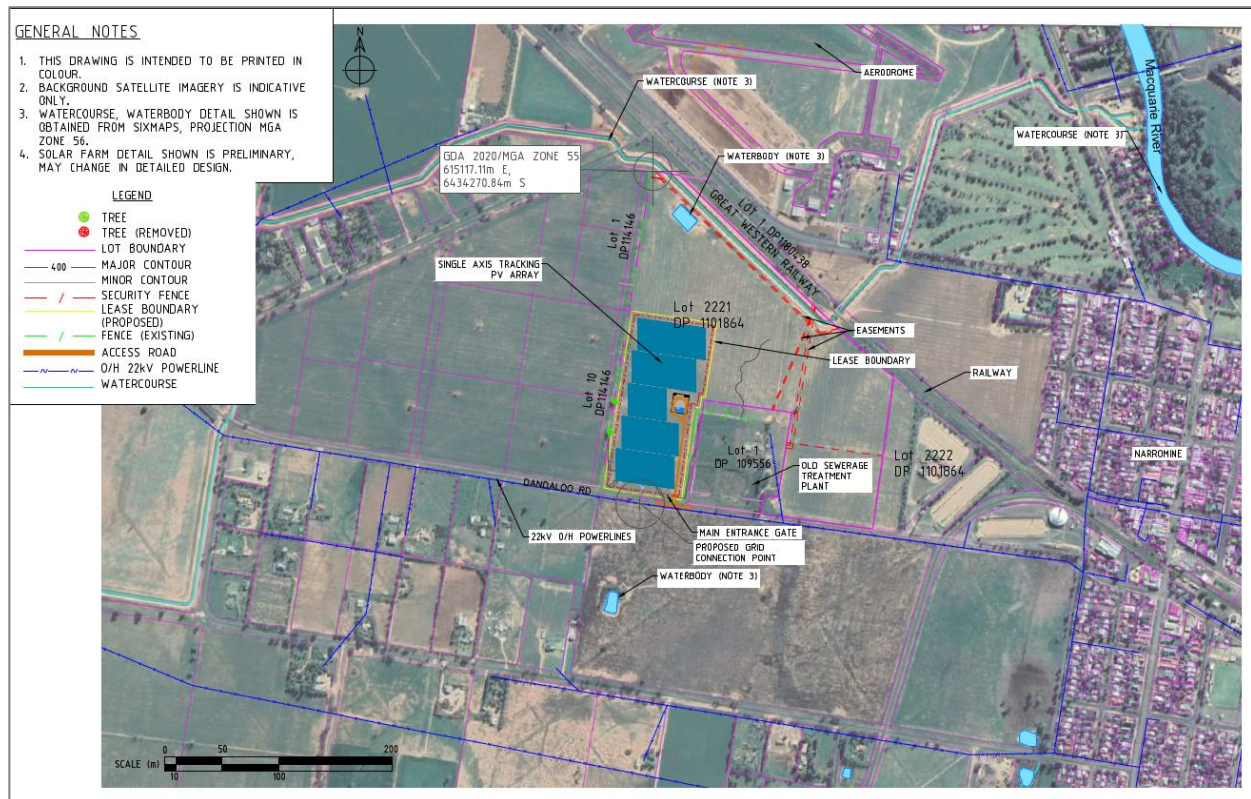 GENERAL NOTES
1. THIS DRAWING IS INTENDED TO BE PRINTED IN
COLOUR.
2. BACKGROUND SATELLITE IMAGERY IS INDICATIVE
ONLY.
3. WATERCOURSE, WATERBODY DETAIL SHOWN IS
OBTAINED FROM SIXMAPS, PROJECTION MGA
ZONE 56.
4. SOLAR FARM DETAIL SHOWN IS PRELIMINARY,
MAY CHANGE IN DETAILED DESIGN.
LEGEND
TREE
TREE (REMOVED)
LOT BOUNDARY
400 MAJOR CONTOUR
MINOR CONTOUR
SECURITY FENCE
LEASE BOUNDARY
(PROPOSED)
FENCE (EXISTING)
ACCESS ROAD
O/H 22kV POWERLINE
WATERCOURSE
N
AERODROME
WATERCOURSE (NOTE 3)
Macquarie River
WATERCOURSE (NOTE 3)
WATERBODY (NOTE 3)
GDA 2020/MGA ZONE 55
615117.11m E,
6434270.84m S
LOT 1 DP1180438
GREAT WESTERN RAILWAY
Lot 1
DP114146
SINGLE AXIS TRACKING
PV ARRAY
Lot 2221
DP 1101864
EASEMENTS
LEASE BOUNDARY
RAILWAY
Lot 10
DP114146
Lot 1
DP 109556
Lot 2222
DP 1101864
NARROMINE
OLD SEWERAGE
TREATMENT
PLANT
DANDALOO RD
22kV O/H POWERLINES
MAIN ENTRANCE GATE
PROPOSED GRID
CONNECTION POINT
WATERBODY (NOTE 3)
0 50 200
SCALE (m)
10 100